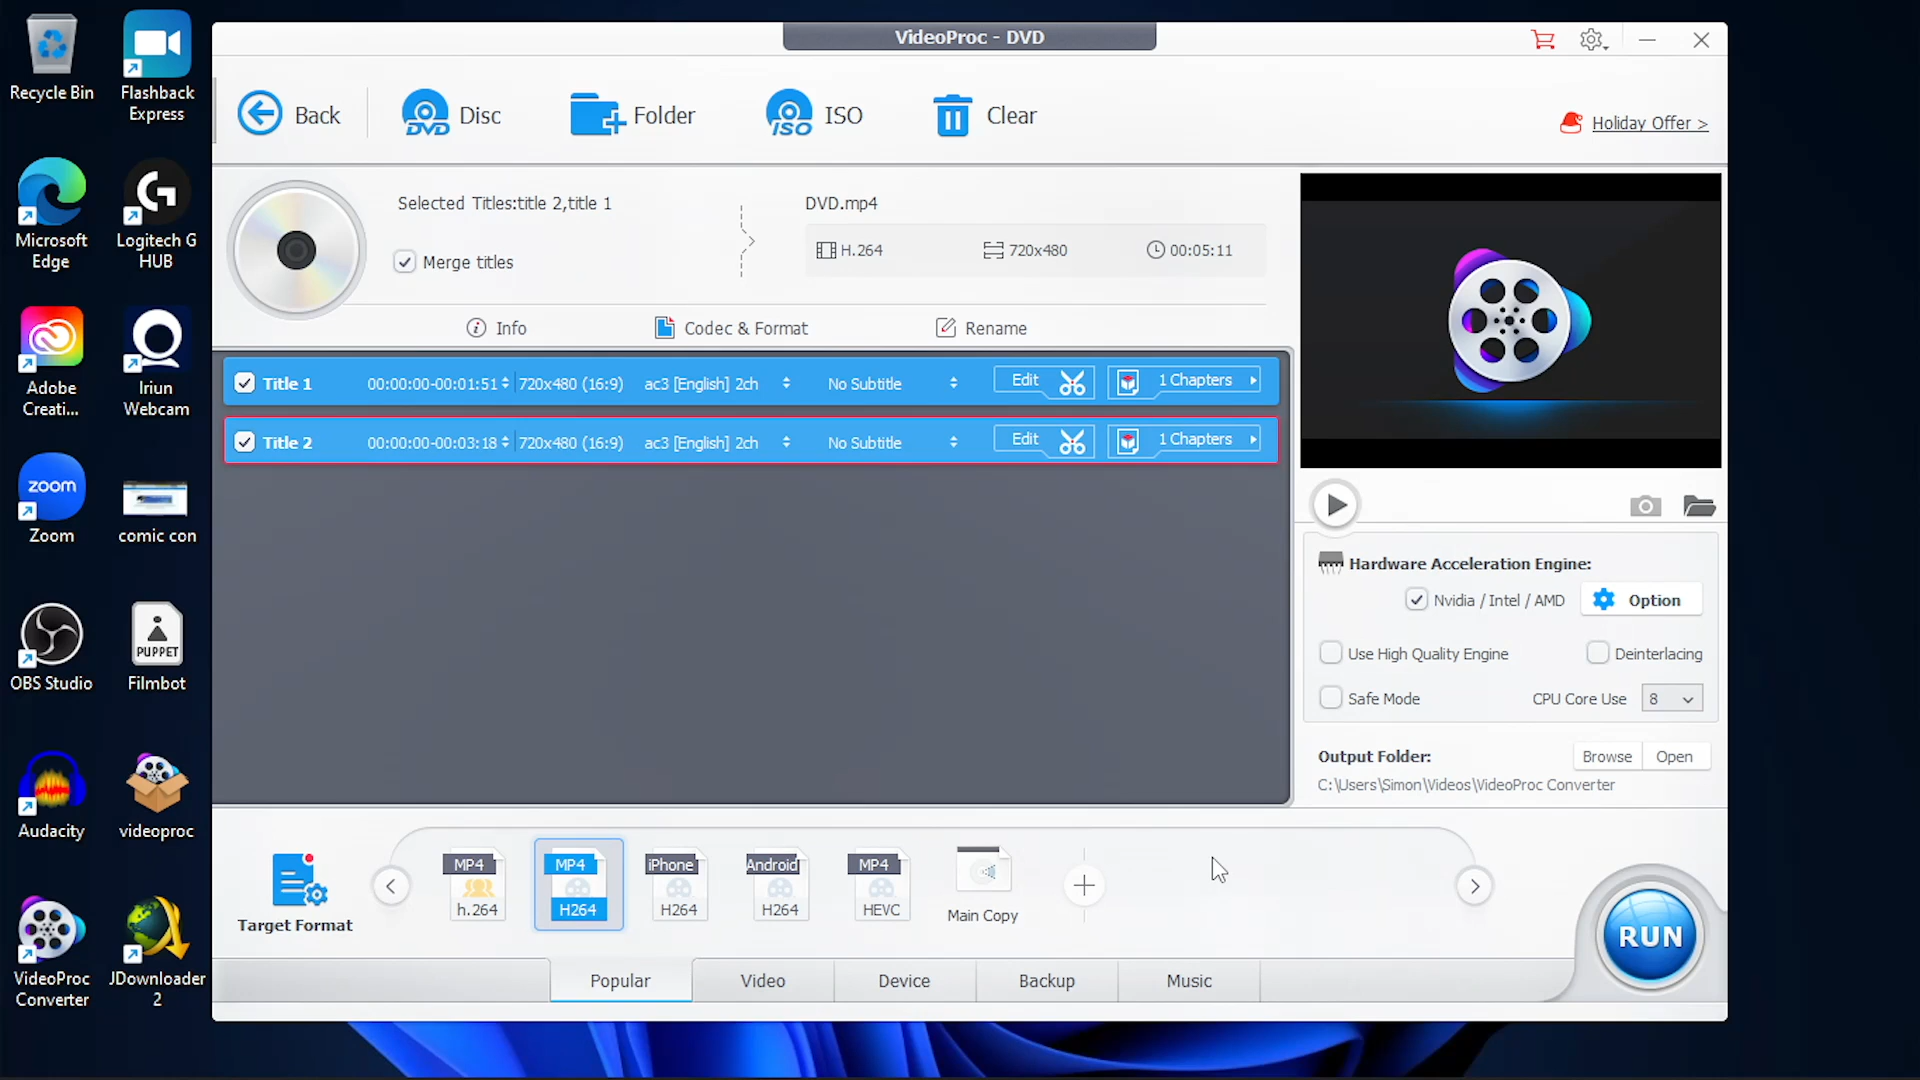 Recycle Bin
Flashback
Express
Microsoft
Edge
Logitech G
HUB
Adobe
Creati...
Iriun
Webcam
zoom
Zoom
comic con
OBS Studio
PUPPET
Filmbot
Audacity
videoproc
VideoProc
Converter
JDownloader
2
VideoProc - DVD
Back
DVD
Disc
Folder
ISO
ISO
Clear
Holiday Offer >
Selected Titles:title 2,title 1
Merge titles
DVD.mp4
H.264
720x480
00:05:11
Info
Codec & Format
Rename
Title 1 00:00:00-00:01:51 720x480 (16:9) ac3 [English] 2ch No Subtitle Edit 1 Chapters
Title 2 00:00:00-00:03:18 720x480 (16:9) ac3 [English] 2ch No Subtitle Edit 1 Chapters
Hardware Acceleration Engine:
Nvidia / Intel / AMD
Option
Use High Quality Engine
Deinterlacing
Safe Mode
CPU Core Use
8
Output Folder:
Browse
Open
C:\Users\Simon\Videos\VideoProc Converter
Target Format
MP4
h.264
MP4
H264
iPhone
H264
Android
H264
MP4
HEVC
Main Copy
RUN
Popular
Video
Device
Backup
Music